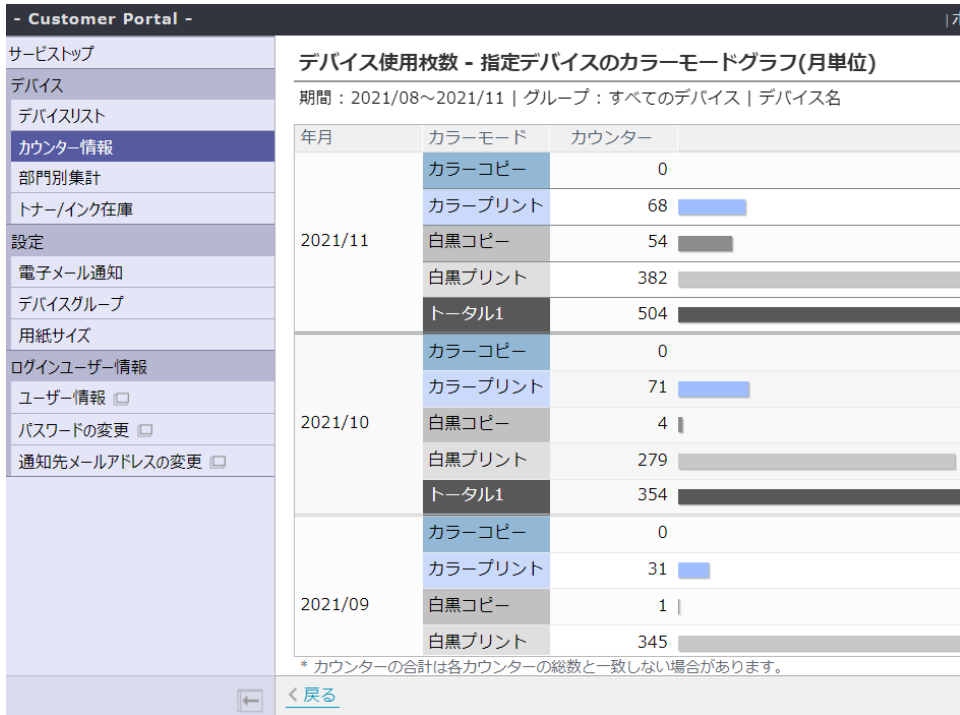 - Customer Portal -
サービストップ
デバイス
デバイスリスト
カウンター情報
部門別集計
トナー/インク在庫
設定
電子メール通知
デバイスグループ
用紙サイズ
ログインユーザー情報
ユーザー情報
パスワードの変更
通知先メールアドレスの変更
デバイス使用枚数 - 指定デバイスのカラーモードグラフ(月単位)
期間：2021/08～2021/11 | グループ：すべてのデバイス | デバイス名
年月 カラーモード カウンター
2021/11
カラーコピー 0
カラープリント 68
白黒コピー 54
白黒プリント 382
トータル1 504
2021/10
カラーコピー 0
カラープリント 71
白黒コピー 4
白黒プリント 279
トータル1 354
2021/09
カラーコピー 0
カラープリント 31
白黒コピー 1
白黒プリント 345
* カウンターの合計は各カウンターの総数と一致しない場合があります。
< 戻る